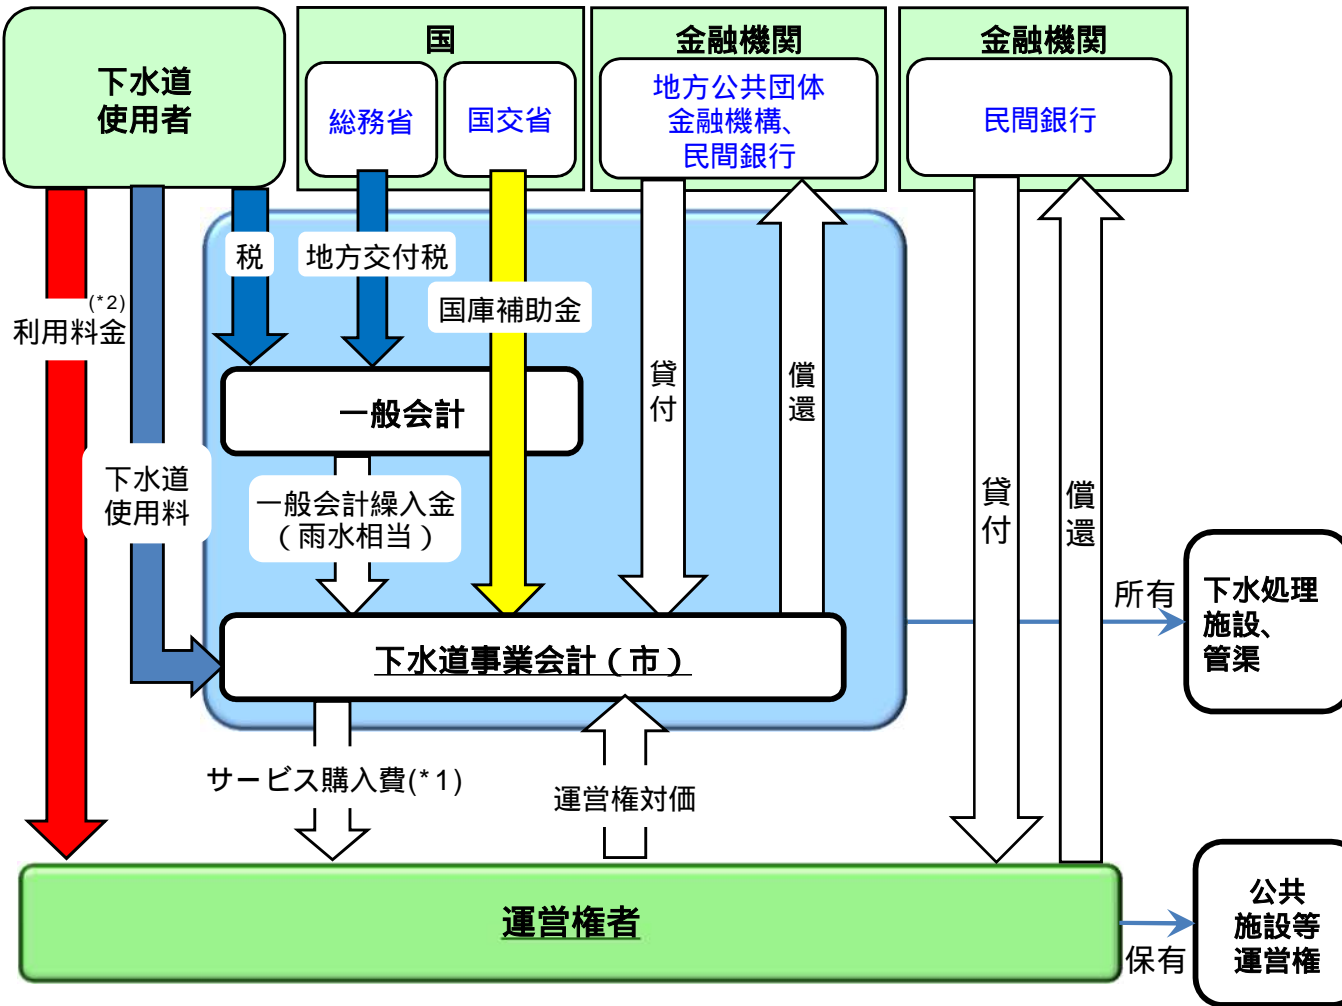 下水道
使用者
国
総務省
国交省
金融機関
地方公共団体
金融機構、
民間銀行
金融機関
民間銀行
税
地方交付税
国庫補助金
(*2)
利用料金
貸付
償還
一般会計
下水道
使用料
一般会計繰入金
（雨水相当）
貸付
償還
所有
下水処理
施設、
管渠
下水道事業会計（市）
サービス購入費(*1)
運営権対価
運営権者
保有
公共
施設等
運営権